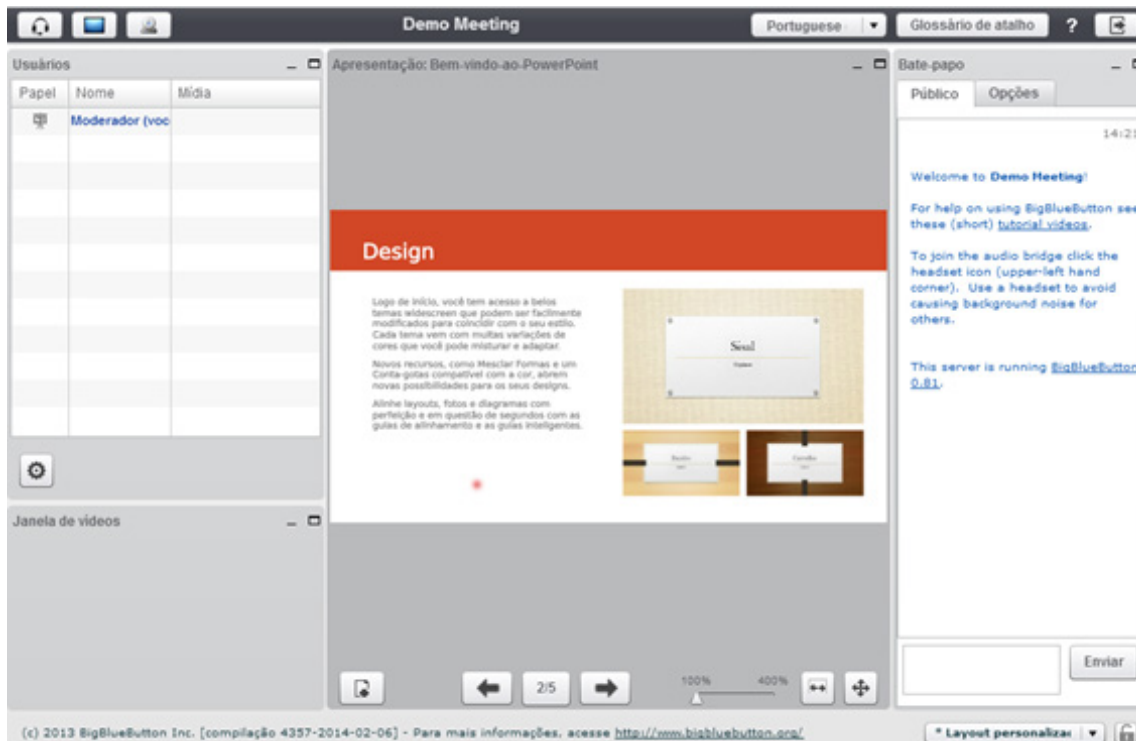 Demo Meeting
Portuguese
Glossário de atalho
?
Usuários
Papel Nome Mídia
Moderador (voc
Janela de vídeos
Apresentação: Bem-vindo-ao-PowerPoint
Design
Logo de início, você tem acesso a belos
temas widescreen que podem ser facilmente
modificados para coincidir com o seu estilo.
Cada tema vem com muitas variações de
cores que você pode misturar e adaptar.
Novos recursos, como Mesclar Formas e um
Conta-gotas compatível com a cor, abrem
novas possibilidades para os seus designs.
Alinhe layouts, fotos e diagramas com
perfeição e em questão de segundos com as
guias de alinhamento e as guias inteligentes.
Sisal
2/5
100% 400%
Bate-papo
Público Opções
14:21
Welcome to Demo Meeting!
For help on using BigBlueButton see
these (short) tutorial videos.
To join the audio bridge click the
headset icon (upper-left hand
corner). Use a headset to avoid
causing background noise for
others.
This server is running BigBlueButton
0.81.
Enviar
(c) 2013 BigBlueButton Inc. [compilação 4357-2014-02-06] - Para mais informações, acesse http://www.bigbluebutton.org/
* Layout personaliza